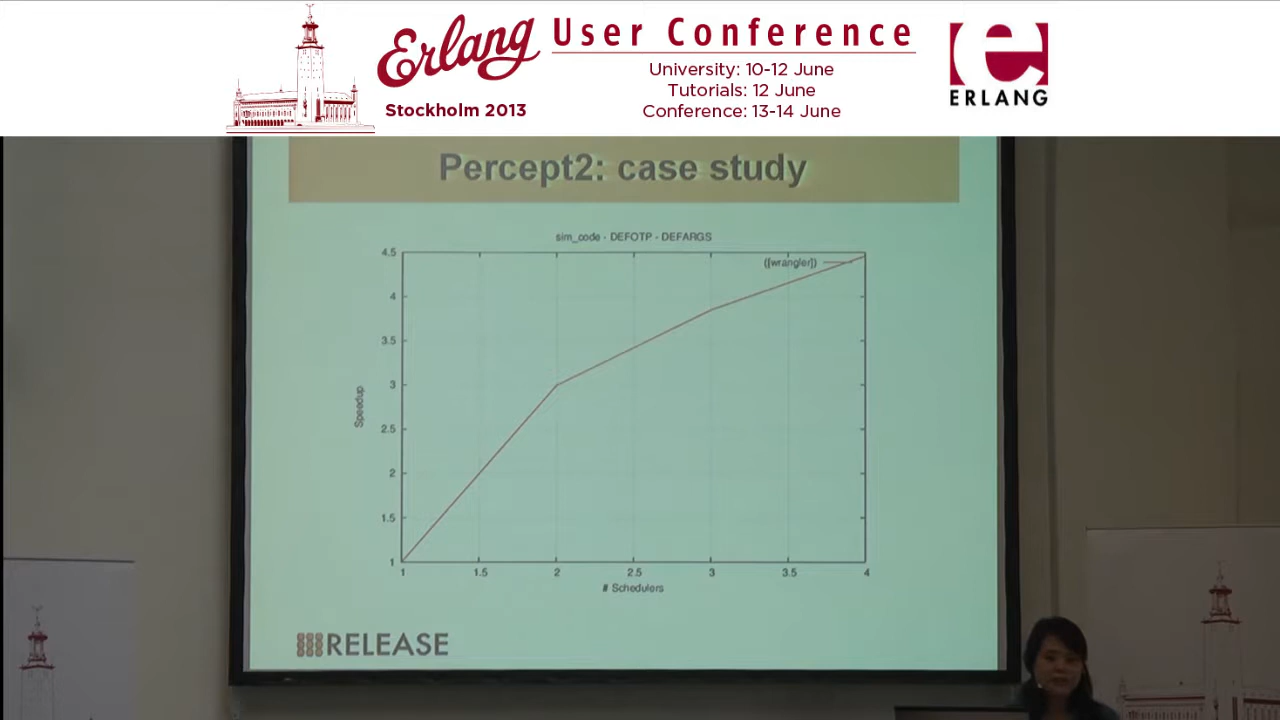 Erlang User Conference
Stockholm 2013
University: 10-12 June
Tutorials: 12 June
Conference: 13-14 June
ERLANG
Percept2: case study
sim_code - DEFOTP - DEFARGS
([wrangler])
4.5
4
3.5
3
2.5
2
1.5
1
Speedup
1 1.5 2 2.5 3 3.5 4
# Schedulers
RELEASE